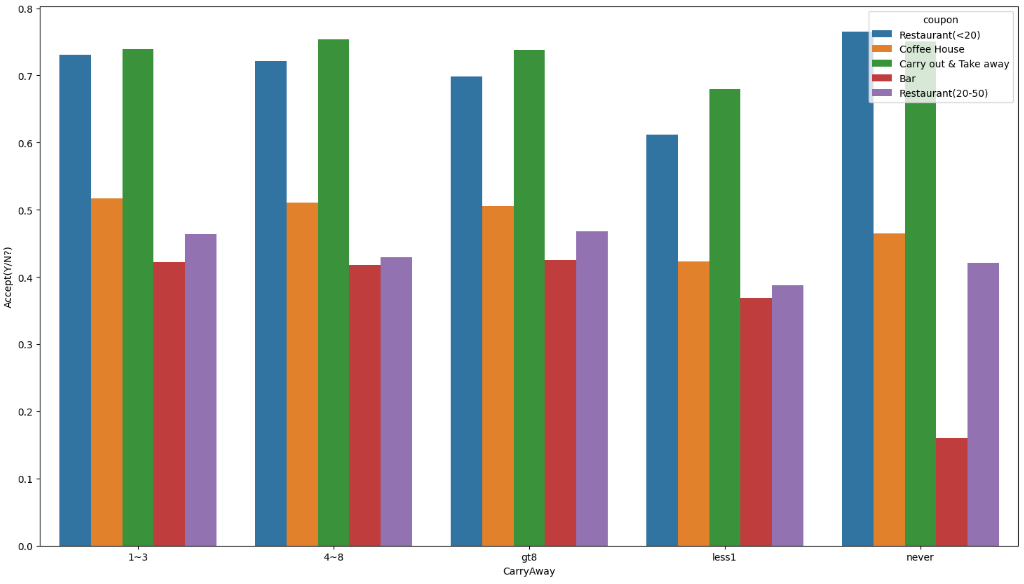 0.8
0.7
0.6
0.5
0.4
0.3
0.2
0.1
0.0
Accept(Y/N?)
1~3
4~8
gt8
less1
never
CarryAway
coupon
Restaurant(<20)
Coffee House
Carry out & Take away
Bar
Restaurant(20-50)